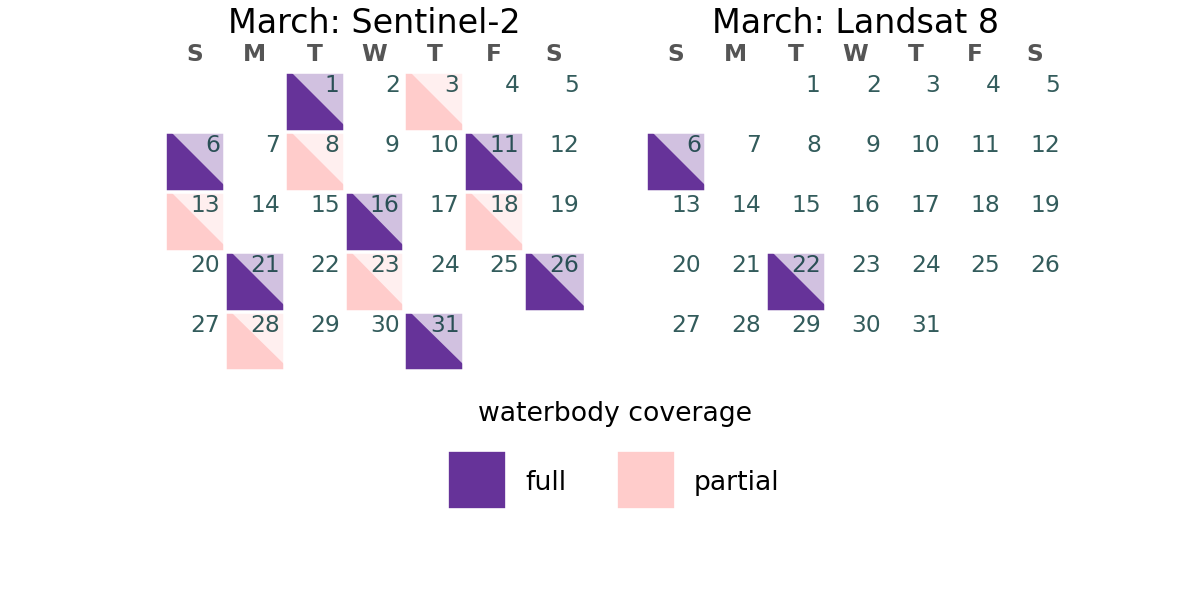 March: Sentinel-2
S M T W T F S
1 2 3 4 5
6 7 8 9 10 11 12
13 14 15 16 17 18 19
20 21 22 23 24 25 26
27 28 29 30 31
March: Landsat 8
S M T W T F S
1 2 3 4 5
6 7 8 9 10 11 12
13 14 15 16 17 18 19
20 21 22 23 24 25 26
27 28 29 30 31
waterbody coverage
full
partial